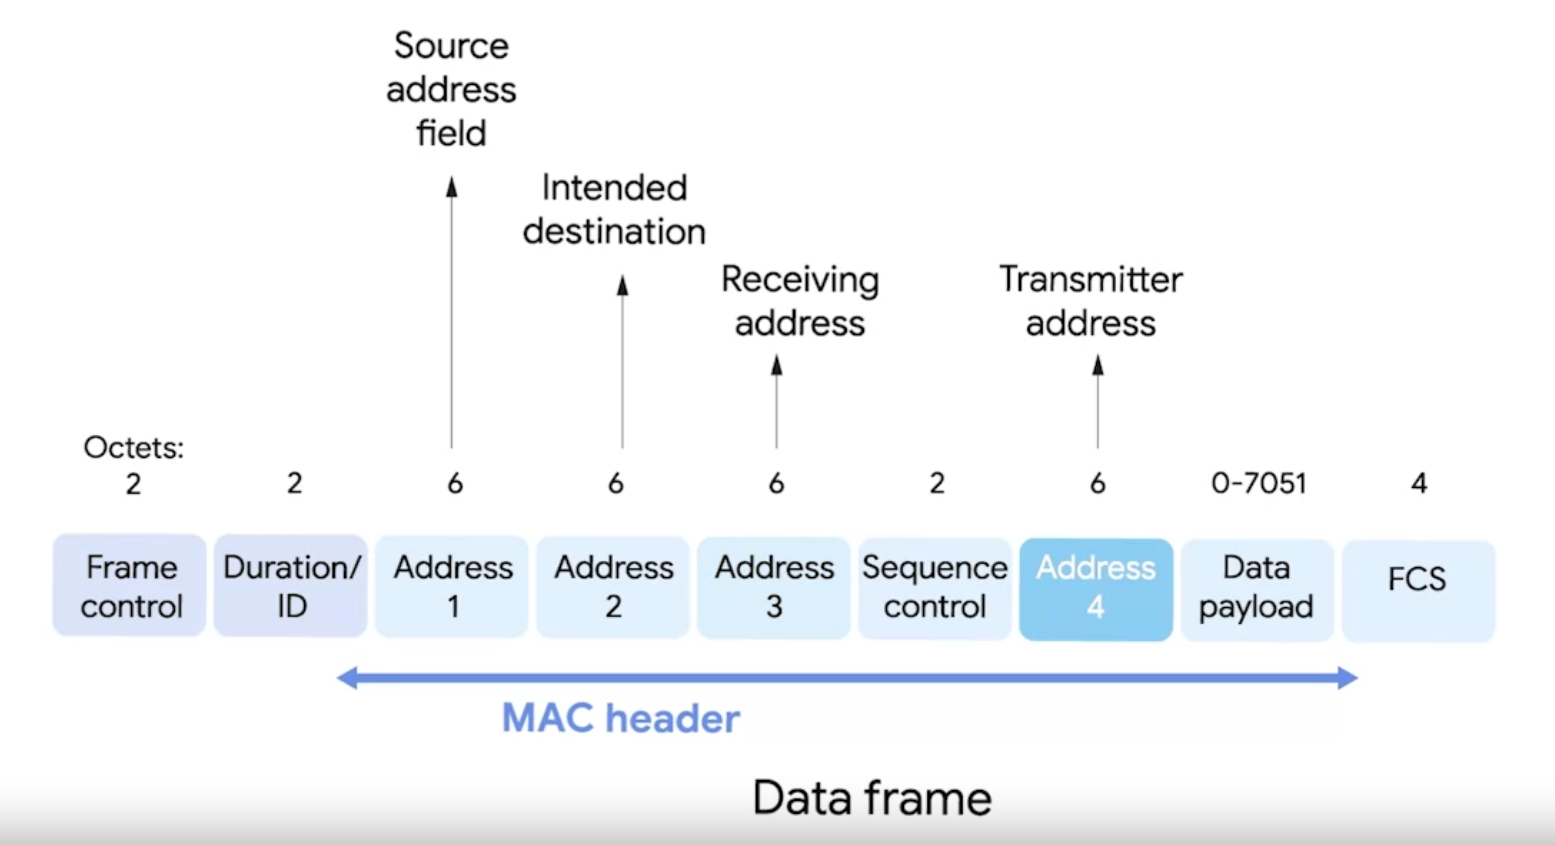 Source
address
field
Intended
destination
Receiving
address
Transmitter
address
Octets:
2 2 6 6 6 2 6 0-7051 4
Frame
control
Duration/
ID
Address
1
Address
2
Address
3
Sequence
control
Address
4
Data
payload
FCS
MAC header
Data frame